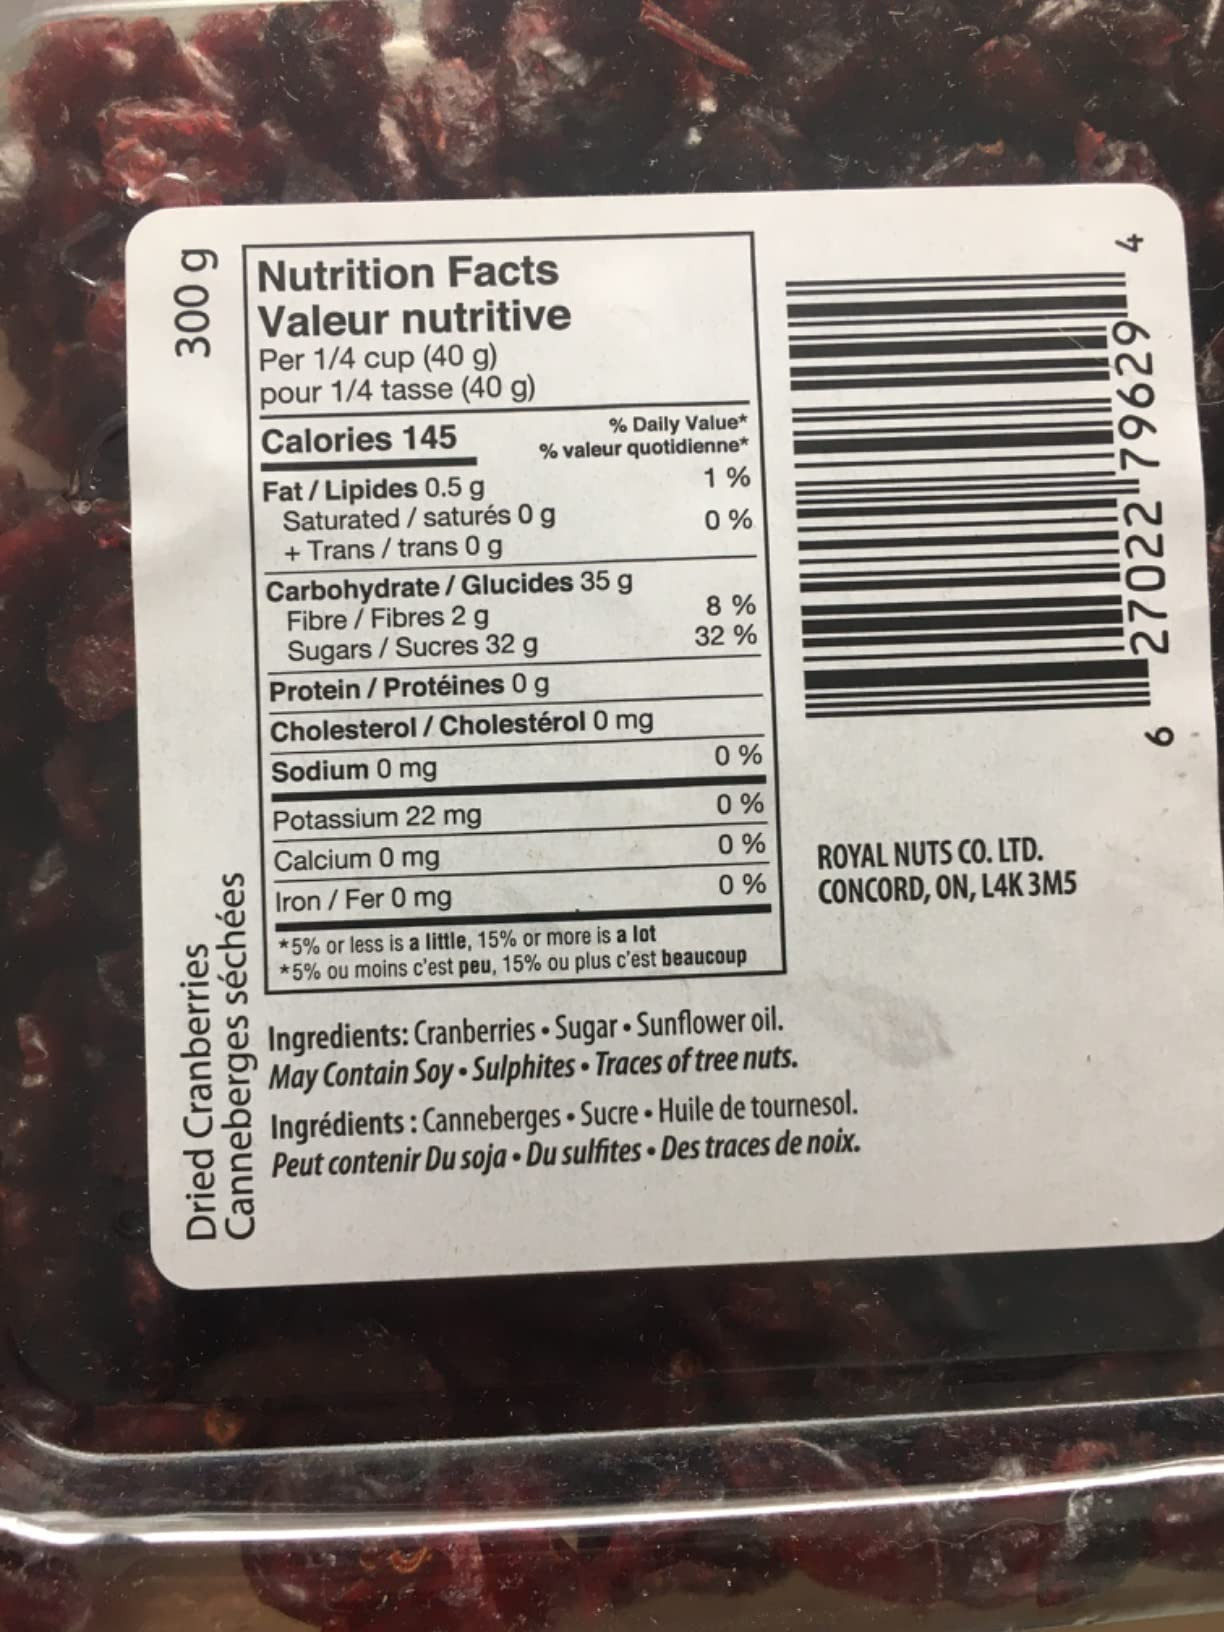 300 g
Dried Cranberries
Canneberges séchées
Nutrition Facts
Valeur nutritive
Per 1/4 cup (40 g)
pour 1/4 tasse (40 g)
Calories 145
% Daily Value*
% valeur quotidienne*
Fat / Lipides 0.5 g 1 %
Saturated / saturés 0 g
+ Trans / trans 0 g 0 %
Carbohydrate / Glucides 35 g
Fibre / Fibres 2 g 8 %
Sugars / Sucres 32 g 32 %
Protein / Protéines 0 g
Cholesterol / Cholestérol 0 mg
Sodium 0 mg 0 %
Potassium 22 mg 0 %
Calcium 0 mg 0 %
Iron / Fer 0 mg 0 %
*5% or less is a little, 15% or more is a lot
*5% ou moins c'est peu, 15% ou plus c'est beaucoup
Ingredients: Cranberries • Sugar • Sunflower oil.
May Contain Soy • Sulphites • Traces of tree nuts.
Ingrédients : Canneberges • Sucre • Huile de tournesol.
Peut contenir Du soja • Du sulfites • Des traces de noix.
6 27022 79629 4
ROYAL NUTS CO. LTD.
CONCORD, ON, L4K 3M5